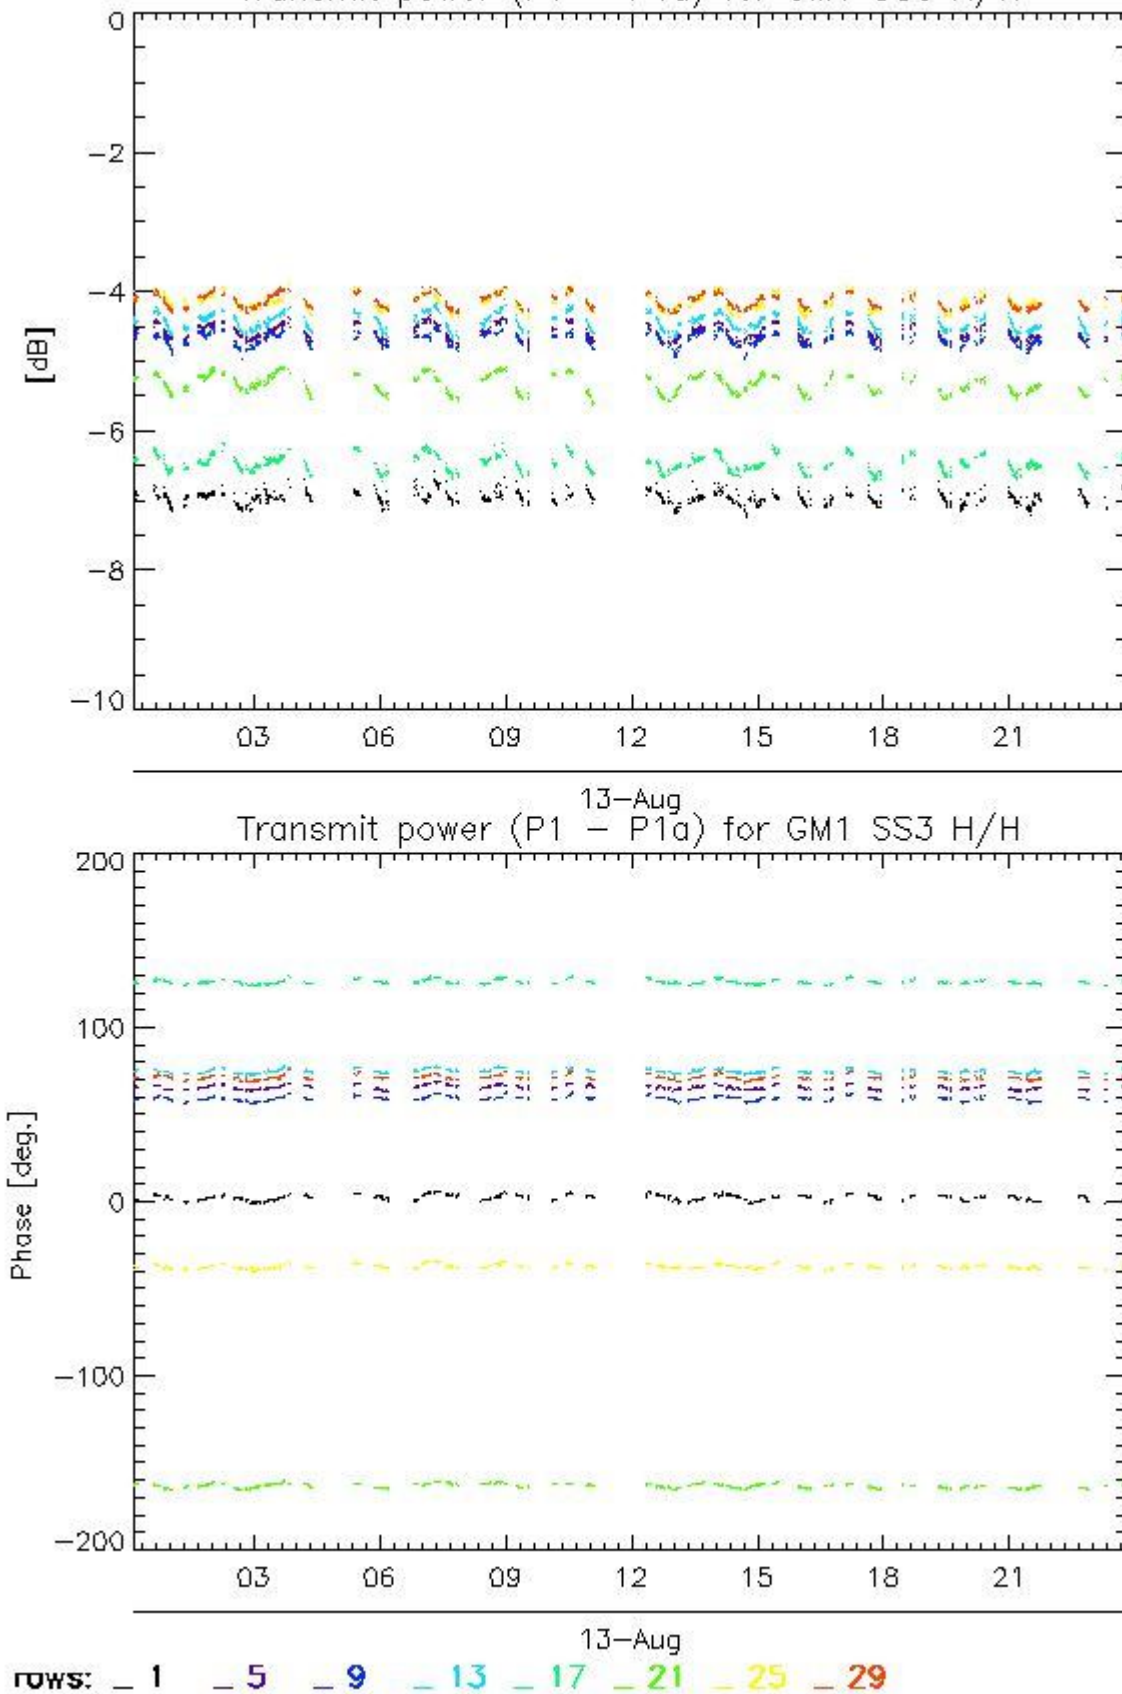 0
-2
-4
[dB]
-6
-8
-10
03 06 09 12 15 18 21
13-Aug
Transmit power (P1 - P1a) for GM1 SS3 H/H
200
100
Phase [deg.]
0
-100
-200
03 06 09 12 15 18 21
13-Aug
rows: _ 1 _ 5 _ 9 _ 13 _ 17 _ 21 _ 25 _ 29